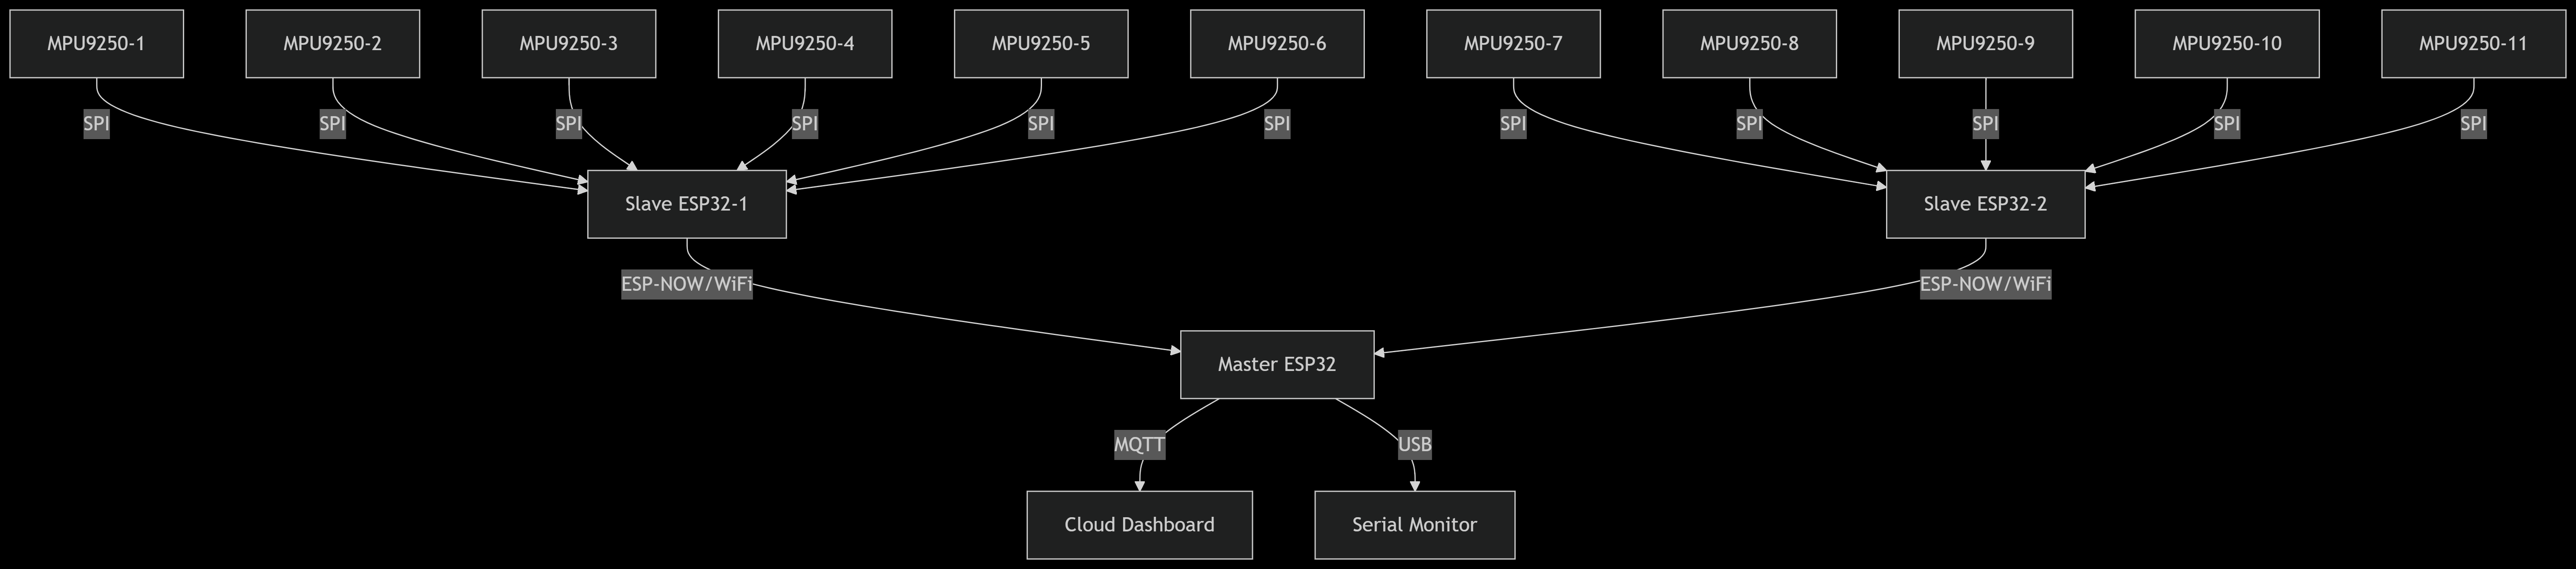 MPU9250-1
MPU9250-2
MPU9250-3
MPU9250-4
MPU9250-5
MPU9250-6
MPU9250-7
MPU9250-8
MPU9250-9
MPU9250-10
MPU9250-11
SPI
SPI
SPI
SPI
SPI
SPI
SPI
SPI
SPI
SPI
SPI
Slave ESP32-1
Slave ESP32-2
ESP-NOW/WiFi
ESP-NOW/WiFi
Master ESP32
MQTT
USB
Cloud Dashboard
Serial Monitor